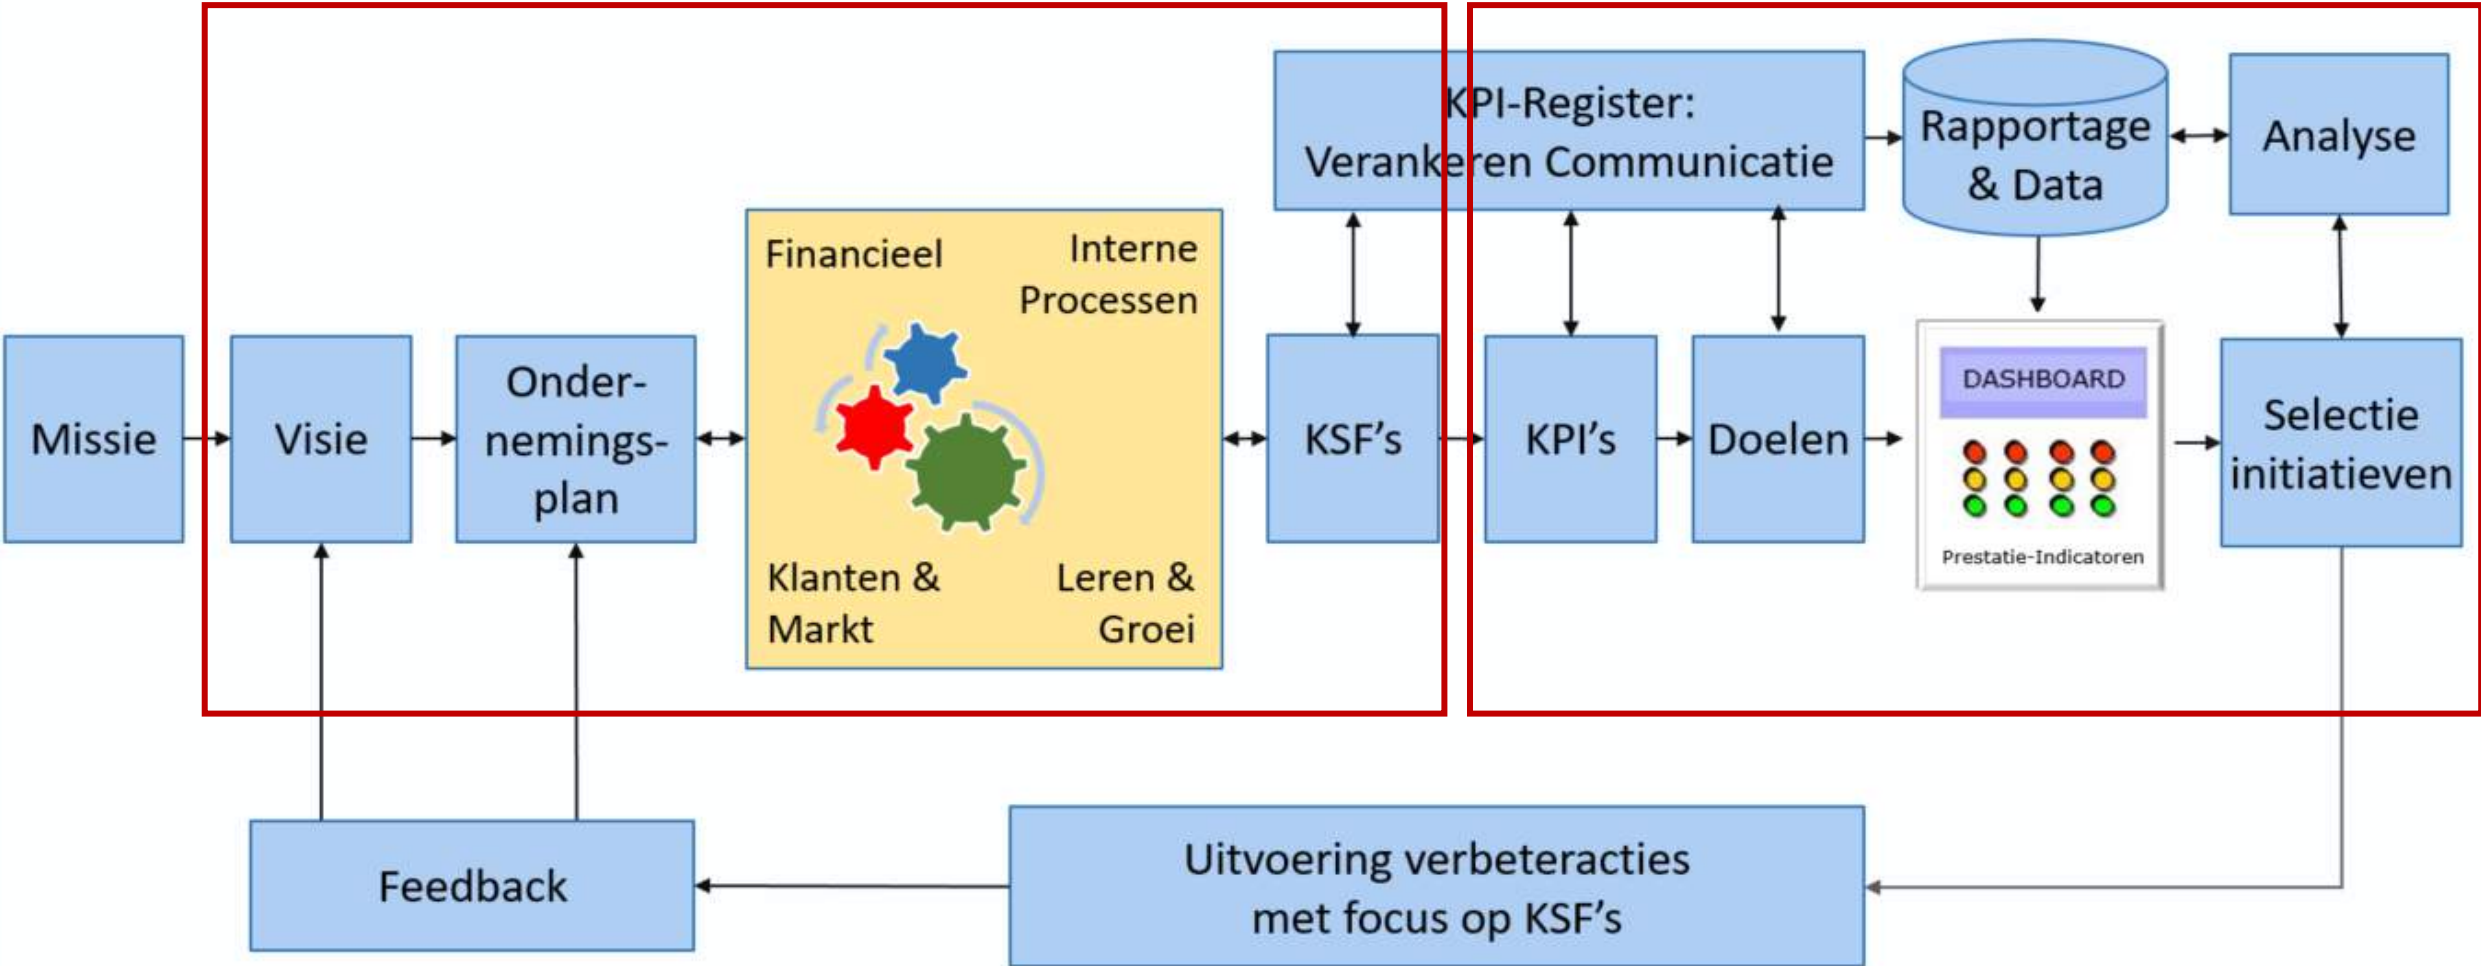 KPI-Register:
Verankeren Communicatie
Rapportage
& Data
Analyse
Financieel
Interne
Processen
Klanten &
Markt
Leren &
Groei
Missie
Visie
Onder-
nemings-
plan
KSF's
KPI's
Doelen
DASHBOARD
Prestatie-Indicatoren
Selectie
initiatieven
Feedback
Uitvoering verbeteracties
met focus op KSF's